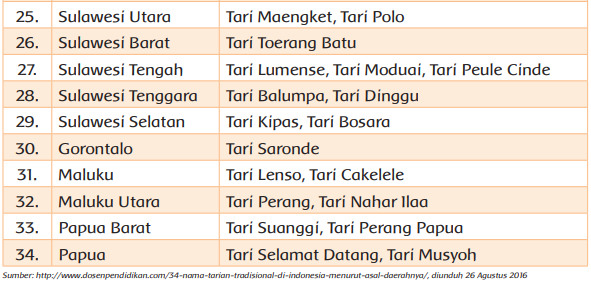 25. Sulawesi Utara Tari Maengket, Tari Polo
26. Sulawesi Barat Tari Toerang Batu
27. Sulawesi Tengah Tari Lumense, Tari Moduai, Tari Peule Cinde
28. Sulawesi Tenggara Tari Balumpa, Tari Dinggu
29. Sulawesi Selatan Tari Kipas, Tari Bosara
30. Gorontalo Tari Saronde
31. Maluku Tari Lenso, Tari Cakelele
32. Maluku Utara Tari Perang, Tari Nahar Ilaa
33. Papua Barat Tari Suanggi, Tari Perang Papua
34. Papua Tari Selamat Datang, Tari Musyoh
Sumber: http://www.dosenpendidikan.com/34-nama-tarian-tradisional-di-indonesia-menurut-asal-daerahnya/, diunduh 26 Agustus 2016